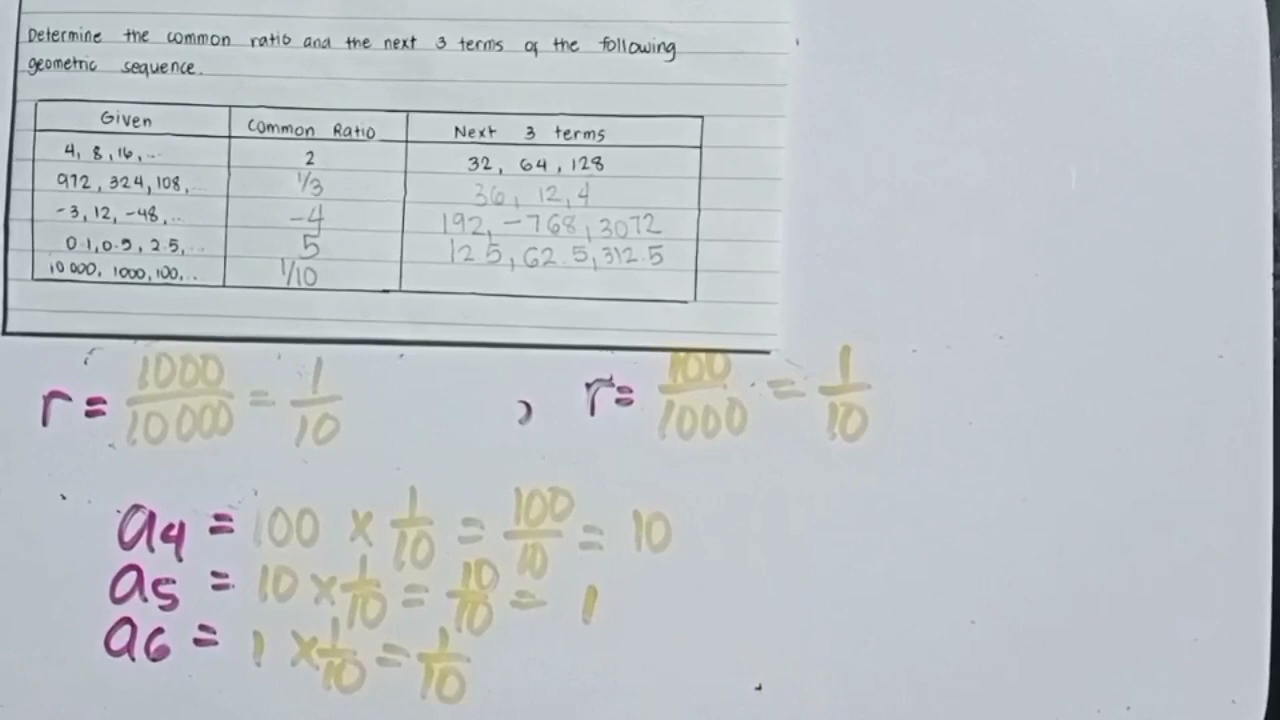 Determine the common ratio and the next 3 terms of the following
geometric sequence.
Given Common Ratio Next 3 terms
4, 8, 16, ... 2 32, 64, 128
972, 324, 108, ... 1/3 36, 12, 4
-3, 12, -48, ... -4 192, -768, 3072
0.1, 0.5, 2.5, ... 5 12.5, 62.5, 312.5
10 000, 1000, 100, ... 1/10
r = 1000/10000 = 1/10 , r = 100/1000 = 1/10
a4 = 100 × 1/10 = 100/10 = 10
a5 = 10 × 1/10 = 10/10 = 1
a6 = 1 × 1/10 = 1/10